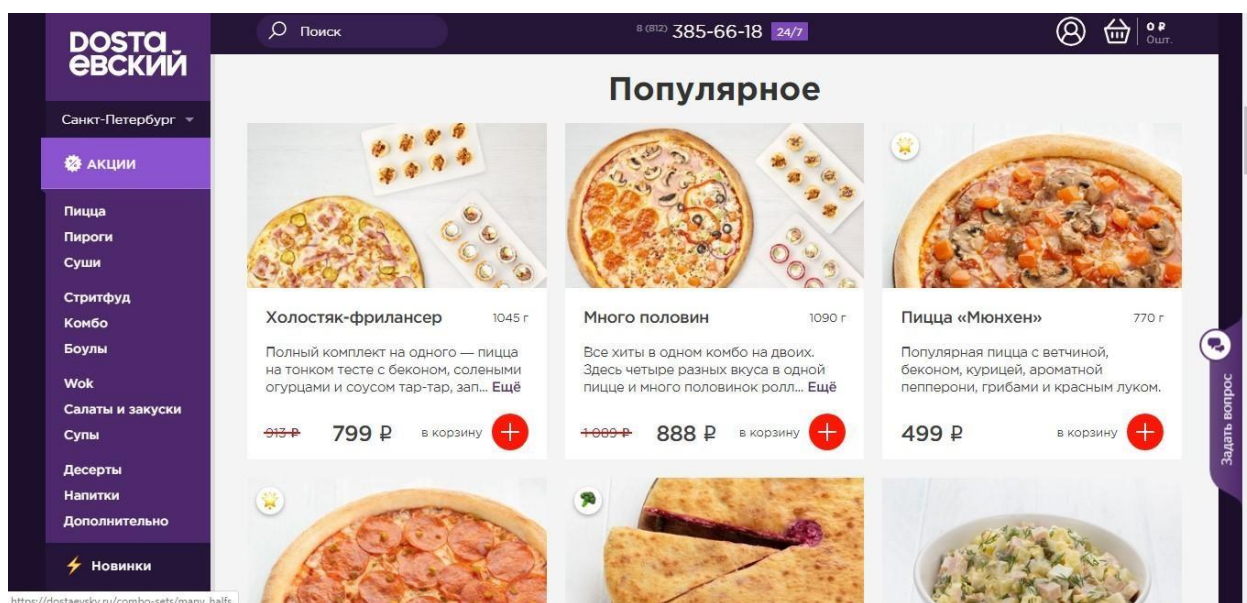 DOSTA
ЕВСКИЙ
Поиск
8 (812) 385-66-18 24/7
0 ₽
0шт.
Санкт-Петербург
АКЦИИ
Пицца
Пироги
Суши
Стритфуд
Комбо
Боулы
Wok
Салаты и закуски
Супы
Десерты
Напитки
Дополнительно
Новинки
Популярное
Холостяк-фрилансер 1045 г
Полный комплект на одного — пицца
на тонком тесте с беконом, солеными
огурцами и соусом тар-тар, зап... Ещё
913 ₽ 799 ₽ в корзину
Много половин 1090 г
Все хиты в одном комбо на двоих.
Здесь четыре разных вкуса в одной
пицце и много половинок ролл... Ещё
1 089 ₽ 888 ₽ в корзину
Пицца «Мюнхен» 770 г
Популярная пицца с ветчиной,
беконом, курицей, ароматной
пепперони, грибами и красным луком.
499 ₽ в корзину
Задать вопрос
https://dostaevsky.ru/combo-sets/many_halfs